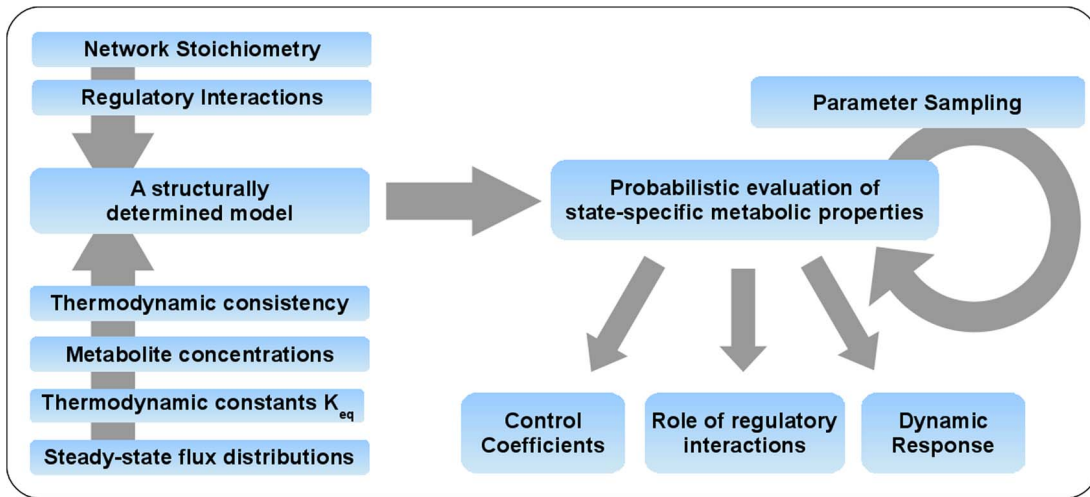 Network Stoichiometry
Regulatory Interactions
A structurally
determined model
Thermodynamic consistency
Metabolite concentrations
Thermodynamic constants Keq
Steady-state flux distributions
Parameter Sampling
Probabilistic evaluation of
state-specific metabolic properties
Control
Coefficients
Role of regulatory
interactions
Dynamic
Response